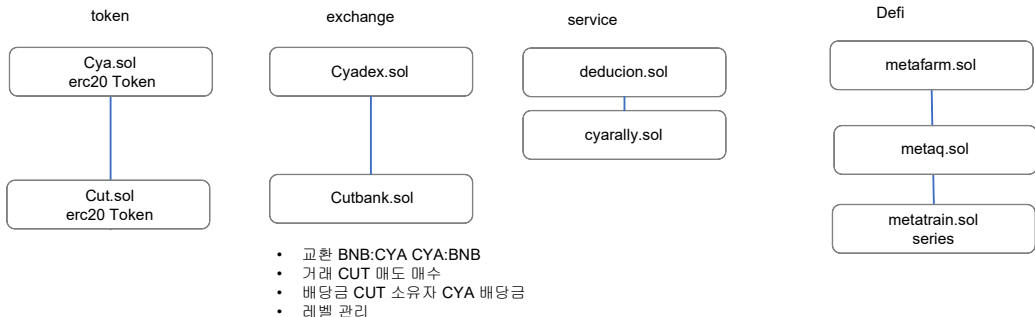 token
exchange
service
Defi
Cya.sol
erc20 Token
Cyadex.sol
deducion.sol
metafarm.sol
cyarally.sol
metaq.sol
Cut.sol
erc20 Token
Cutbank.sol
metatrain.sol
series
• 교환 BNB:CYA CYA:BNB
• 거래 CUT 매도 매수
• 배당금 CUT 소유자 CYA 배당금
• 레벨 관리